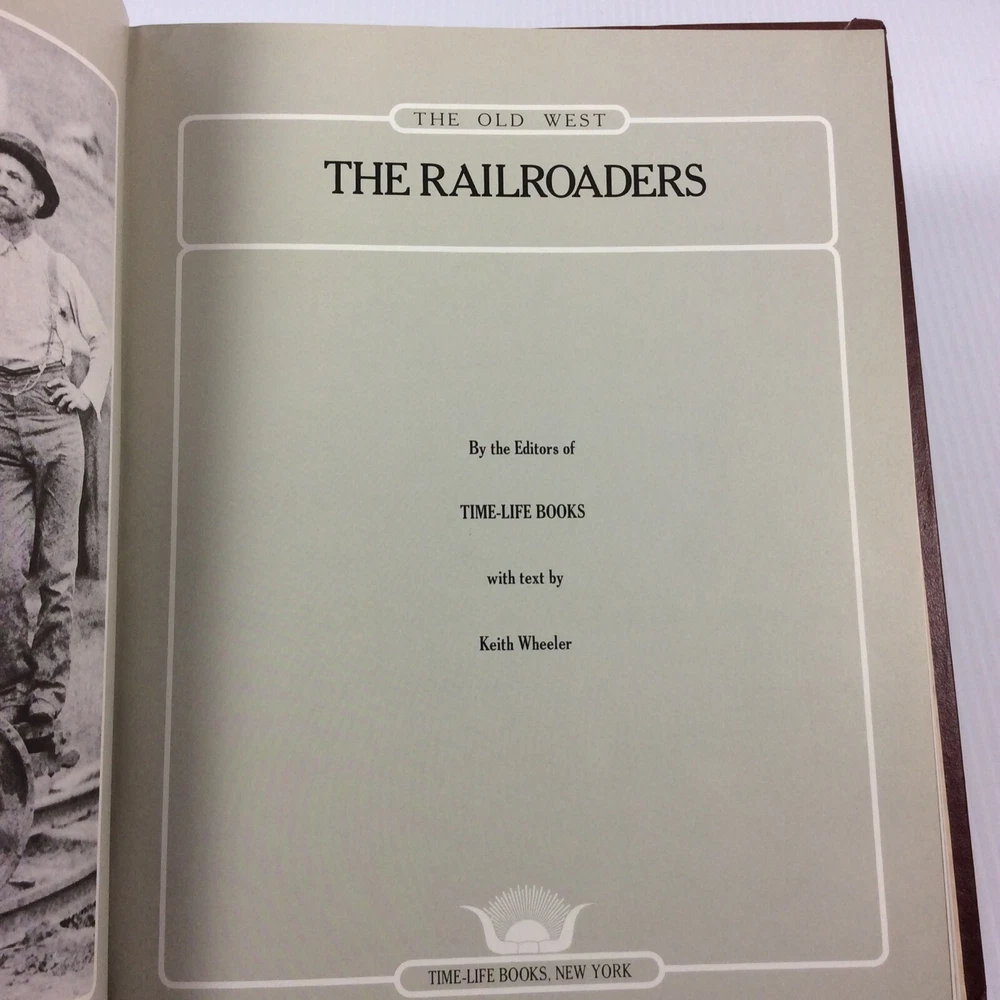 THE OLD WEST
THE RAILROADERS
By the Editors of
TIME-LIFE BOOKS
with text by
Keith Wheeler
TIME-LIFE BOOKS, NEW YORK